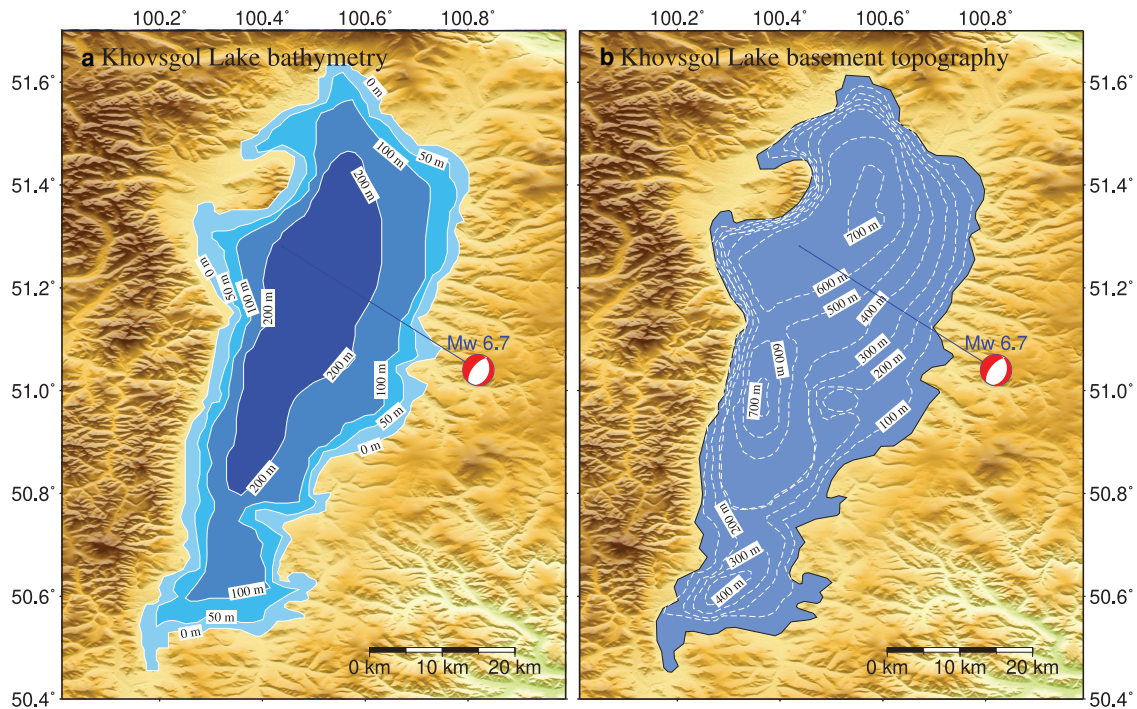 100.2˚ 100.4˚ 100.6˚ 100.8˚ 100.2˚ 100.4˚ 100.6˚ 100.8˚
a Khovsgol Lake bathymetry
b Khovsgol Lake basement topography
51.6˚
51.4˚
51.2˚
51.0˚
50.8˚
50.6˚
50.4˚
0 m
50 m
100 m
200 m
0 m
50 m
100 m
200 m
Mw 6.7
200 m
100 m
50 m
0 m
200 m
100 m
50 m
0 m
0 km 10 km 20 km
700 m
600 m
500 m
400 m
Mw 6.7
300 m
200 m
600 m
700 m
100 m
200 m
300 m
400 m
0 km 10 km 20 km
51.6˚
51.4˚
51.2˚
51.0˚
50.8˚
50.6˚
50.4˚